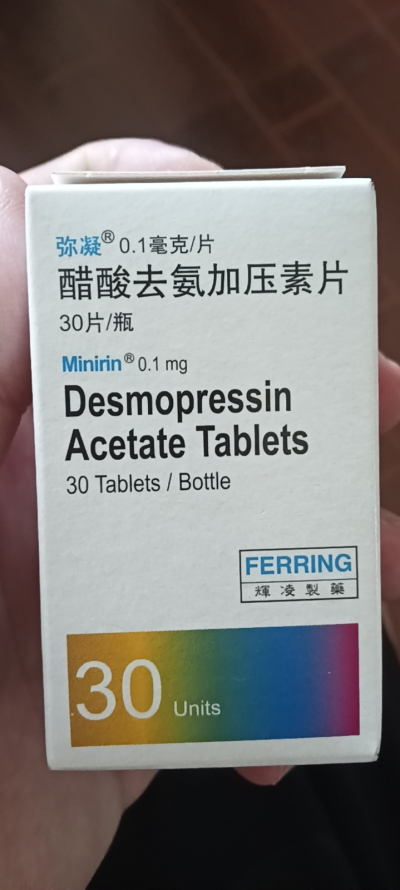 弥凝® 0.1毫克/片
醋酸去氨加压素片
30片/瓶
Minirin® 0.1 mg
Desmopressin
Acetate Tablets
30 Tablets / Bottle
FERRING
輝凌製藥
30 Units